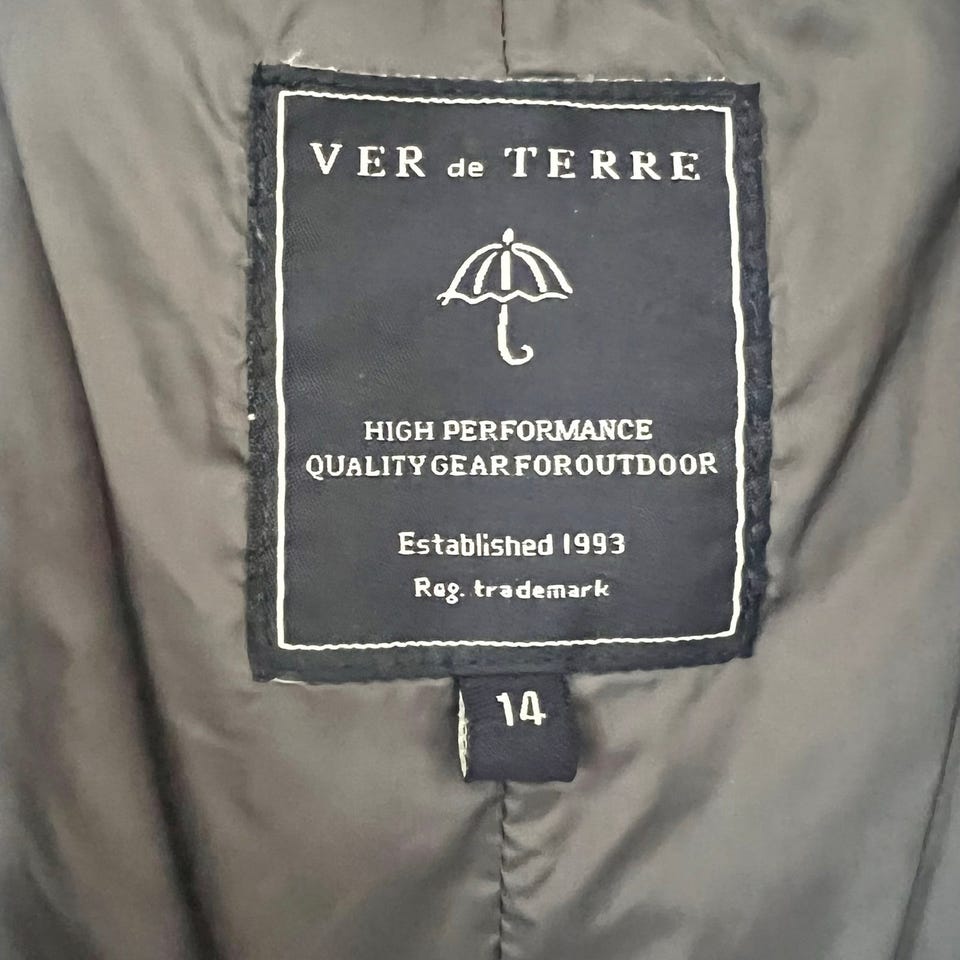 VER de TERRE
HIGH PERFORMANCE
QUALITY GEAR FOR OUTDOOR
Established 1993
Reg. trademark
14